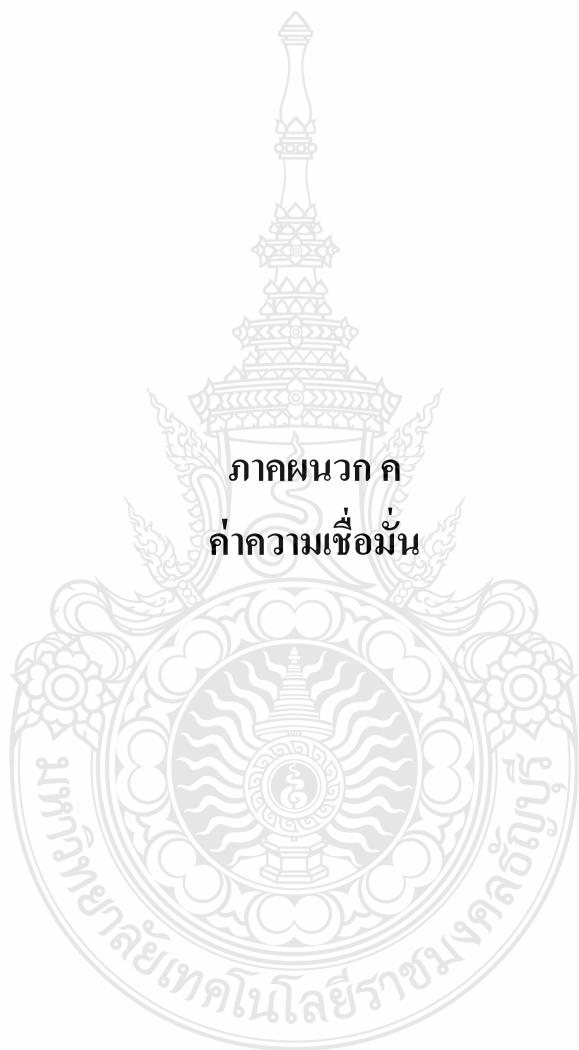 ภาคผนวก ค
ค่าความเชื่อมั่น
มหาวิทยาลัยเทคโนโลยีราชมงคลธัญบุรี